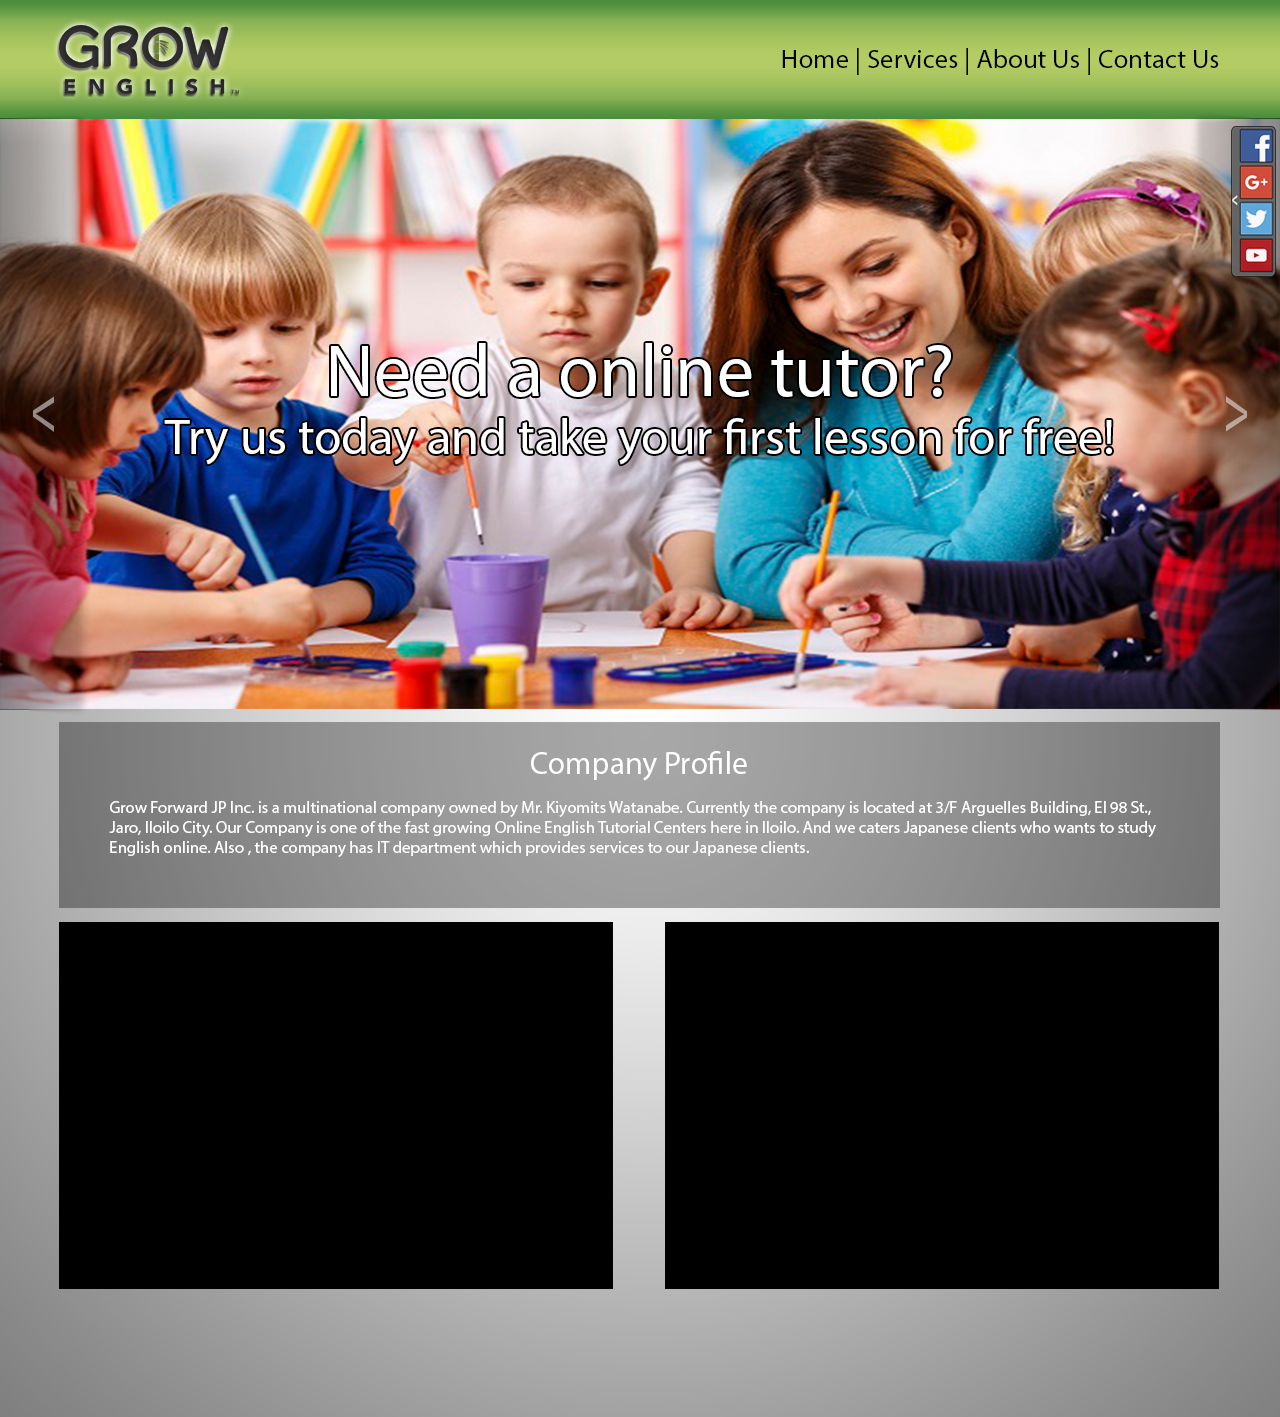 GROW
ENGLISH™
Home | Services | About Us | Contact Us
G+
Need a online tutor?
Try us today and take your first lesson for free!
Company Profile
Grow Forward JP Inc. is a multinational company owned by Mr. Kiyomits Watanabe. Currently the company is located at 3/F Arguelles Building, El 98 St.,
Jaro, Iloilo City. Our Company is one of the fast growing Online English Tutorial Centers here in Iloilo. And we caters Japanese clients who wants to study
English online. Also , the company has IT department which provides services to our Japanese clients.